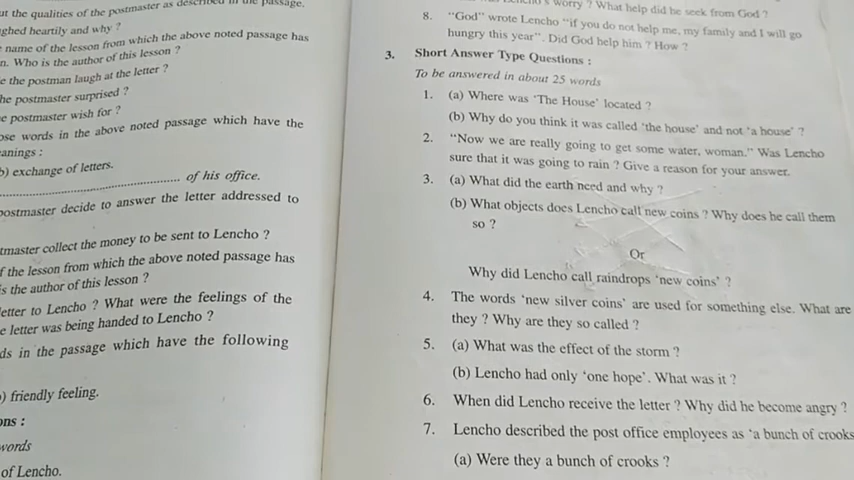 ut the qualities of the postmaster as described in the passage.
ghed heartily and why ?
name of the lesson from which the above noted passage has
n. Who is the author of this lesson ?
e the postman laugh at the letter ?
he postmaster surprised ?
e postmaster wish for ?
ose words in the above noted passage which have the
anings :
b) exchange of letters.
of his office.
postmaster decide to answer the letter addressed to
tmaster collect the money to be sent to Lencho ?
f the lesson from which the above noted passage has
s the author of this lesson ?
etter to Lencho ? What were the feelings of the
e letter was being handed to Lencho ?
ds in the passage which have the following
) friendly feeling.
ons :
words
of Lencho.
worry ? What help did he seek from God ?
8. "God" wrote Lencho "if you do not help me, my family and I will go
hungry this year". Did God help him ? How ?
3. Short Answer Type Questions :
To be answered in about 25 words
1. (a) Where was 'The House' located ?
(b) Why do you think it was called 'the house' and not 'a house' ?
2. "Now we are really going to get some water, woman." Was Lencho
sure that it was going to rain ? Give a reason for your answer.
3. (a) What did the earth need and why ?
(b) What objects does Lencho call new coins ? Why does he call them
so ?
Or
Why did Lencho call raindrops 'new coins' ?
4. The words 'new silver coins' are used for something else. What are
they ? Why are they so called ?
5. (a) What was the effect of the storm ?
(b) Lencho had only 'one hope'. What was it ?
6. When did Lencho receive the letter ? Why did he become angry ?
7. Lencho described the post office employees as 'a bunch of crooks
(a) Were they a bunch of crooks ?